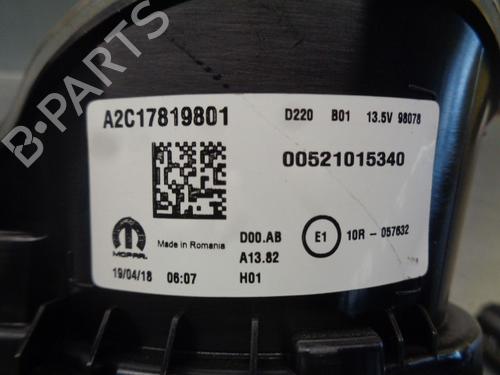 A2C17819801 D220 B01 13.5V 98078
00521015340
MOPAR Made in Romania D00.AB E1 10R - 057632
A13.82
19/04/18 06:07 H01
B-PARTS